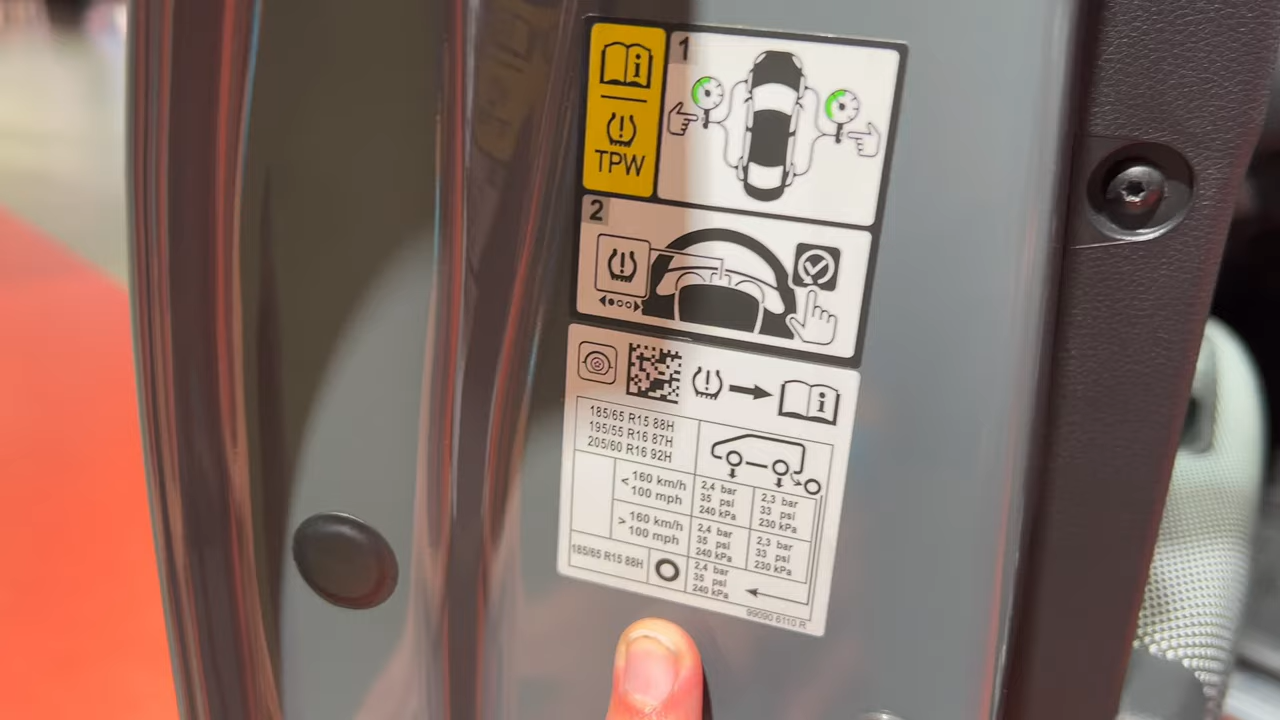 1
TPW
2
185/65 R15 88H
195/55 R16 87H
205/60 R16 92H
< 160 km/h
100 mph
2,4 bar
35 psi
240 kPa
2,3 bar
33 psi
230 kPa
> 160 km/h
100 mph
2,4 bar
35 psi
240 kPa
2,3 bar
33 psi
230 kPa
185/65 R15 88H
2,4 bar
35 psi
240 kPa
99090 6110 R